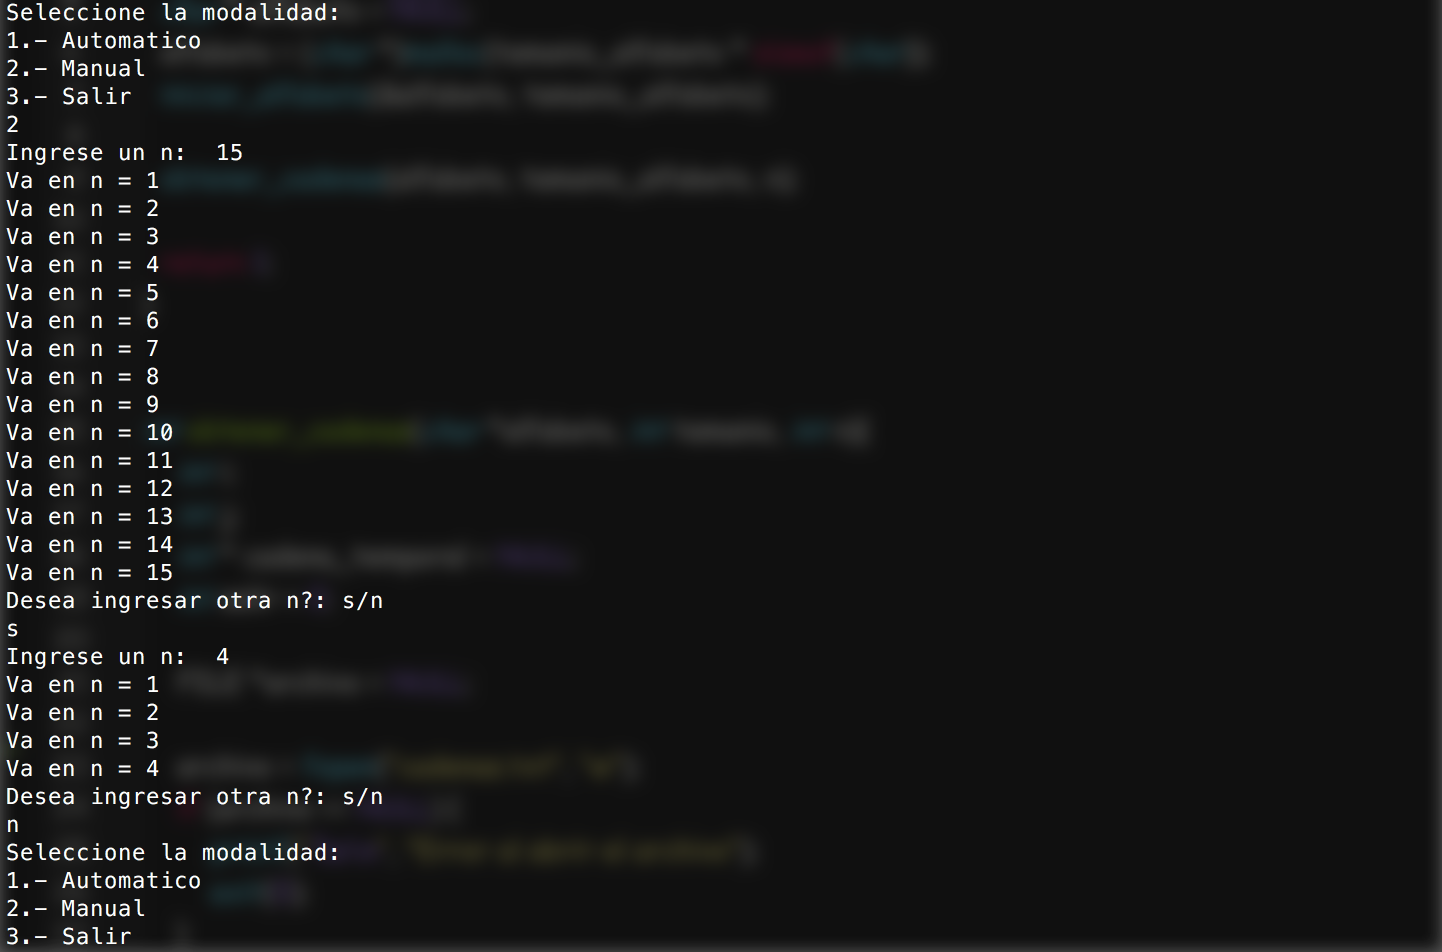 Seleccione la modalidad:
1.- Automatico
2.- Manual
3.- Salir
2
Ingrese un n:  15
Va en n = 1
Va en n = 2
Va en n = 3
Va en n = 4
Va en n = 5
Va en n = 6
Va en n = 7
Va en n = 8
Va en n = 9
Va en n = 10
Va en n = 11
Va en n = 12
Va en n = 13
Va en n = 14
Va en n = 15
Desea ingresar otra n?: s/n
s
Ingrese un n:  4
Va en n = 1
Va en n = 2
Va en n = 3
Va en n = 4
Desea ingresar otra n?: s/n
n
Seleccione la modalidad:
1.- Automatico
2.- Manual
3.- Salir